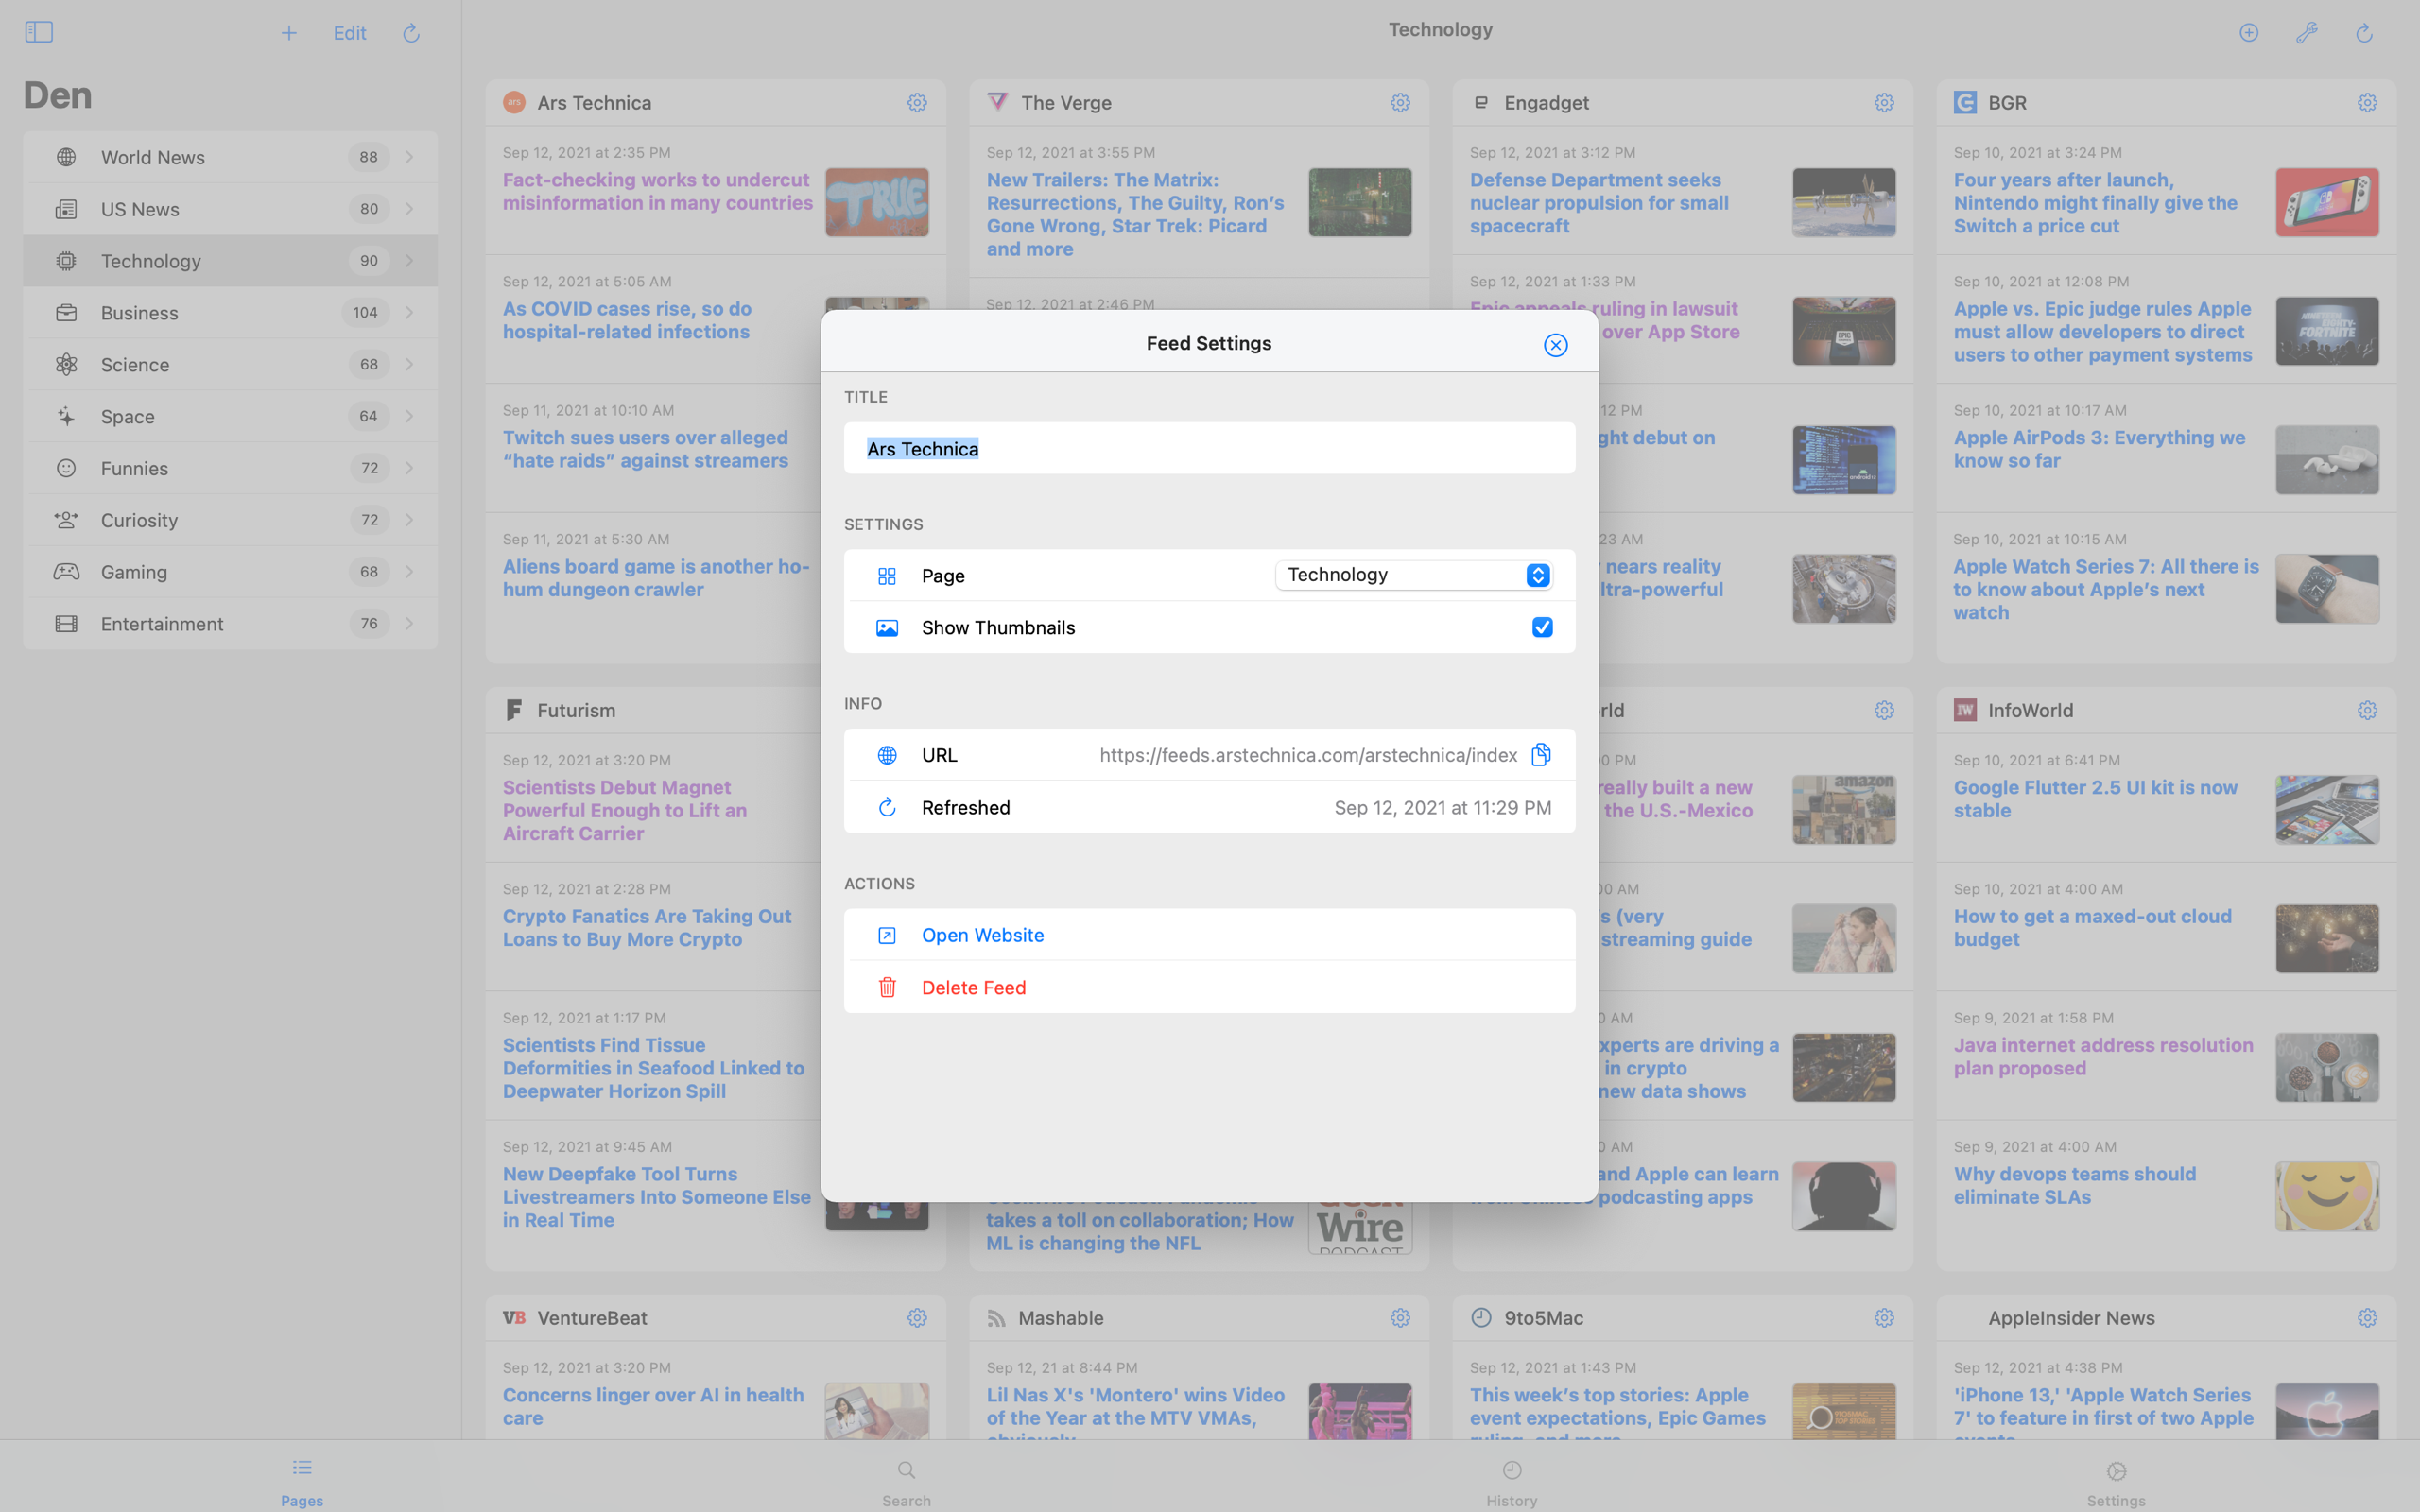 Edit
Technology
Den
World News 88
US News 80
Technology 90
Business 104
Science 68
Space 64
Funnies 72
Curiosity 72
Gaming 68
Entertainment 76
ars Ars Technica
Sep 12, 2021 at 2:35 PM
Fact-checking works to undercut
misinformation in many countries
TRUE
Sep 12, 2021 at 5:05 AM
As COVID cases rise, so do
hospital-related infections
Sep 11, 2021 at 10:10 AM
Twitch sues users over alleged
“hate raids” against streamers
Sep 11, 2021 at 5:30 AM
Aliens board game is another ho-
hum dungeon crawler
The Verge
Sep 12, 2021 at 3:55 PM
New Trailers: The Matrix:
Resurrections, The Guilty, Ron’s
Gone Wrong, Star Trek: Picard
and more
Sep 12, 2021 at 2:46 PM
Engadget
Sep 12, 2021 at 3:12 PM
Defense Department seeks
nuclear propulsion for small
spacecraft
Sep 12, 2021 at 1:33 PM
Epic appeals ruling in lawsuit
over App Store
EPIC
12 PM
ght debut on
android 13
23 AM
nears reality
ltra-powerful
BGR
Sep 10, 2021 at 3:24 PM
Four years after launch,
Nintendo might finally give the
Switch a price cut
Sep 10, 2021 at 12:08 PM
Apple vs. Epic judge rules Apple
must allow developers to direct
users to other payment systems
NINETEEN
EIGHTY-
FORTNITE
Sep 10, 2021 at 10:17 AM
Apple AirPods 3: Everything we
know so far
Sep 10, 2021 at 10:15 AM
Apple Watch Series 7: All there is
to know about Apple’s next
watch
Feed Settings
TITLE
Ars Technica
SETTINGS
Page Technology
Show Thumbnails
INFO
URL https://feeds.arstechnica.com/arstechnica/index
Refreshed Sep 12, 2021 at 11:29 PM
ACTIONS
Open Website
Delete Feed
Futurism
Sep 12, 2021 at 3:20 PM
Scientists Debut Magnet
Powerful Enough to Lift an
Aircraft Carrier
Sep 12, 2021 at 2:28 PM
Crypto Fanatics Are Taking Out
Loans to Buy More Crypto
Sep 12, 2021 at 1:17 PM
Scientists Find Tissue
Deformities in Seafood Linked to
Deepwater Horizon Spill
Sep 12, 2021 at 9:45 AM
New Deepfake Tool Turns
Livestreamers Into Someone Else
in Real Time
takes a toll on collaboration; How
ML is changing the NFL
Wire
PODCAST
rld
0 PM
really built a new
the U.S.-Mexico
amazon
00 AM
s (very
streaming guide
0 AM
xperts are driving a
in crypto
new data shows
0 AM
and Apple can learn
podcasting apps
IW InfoWorld
Sep 10, 2021 at 6:41 PM
Google Flutter 2.5 UI kit is now
stable
Sep 10, 2021 at 4:00 AM
How to get a maxed-out cloud
budget
Sep 9, 2021 at 1:58 PM
Java internet address resolution
plan proposed
Sep 9, 2021 at 4:00 AM
Why devops teams should
eliminate SLAs
VB VentureBeat
Sep 12, 2021 at 3:20 PM
Concerns linger over AI in health
care
Mashable
Sep 12, 21 at 8:44 PM
Lil Nas X's 'Montero' wins Video
of the Year at the MTV VMAs,
obviously
9to5Mac
Sep 12, 2021 at 1:43 PM
This week’s top stories: Apple
event expectations, Epic Games
ruling, and more
9TO5MAC
TOP STORIES
AppleInsider News
Sep 12, 2021 at 4:38 PM
'iPhone 13,' 'Apple Watch Series
7' to feature in first of two Apple
events
Pages
Search
History
Settings